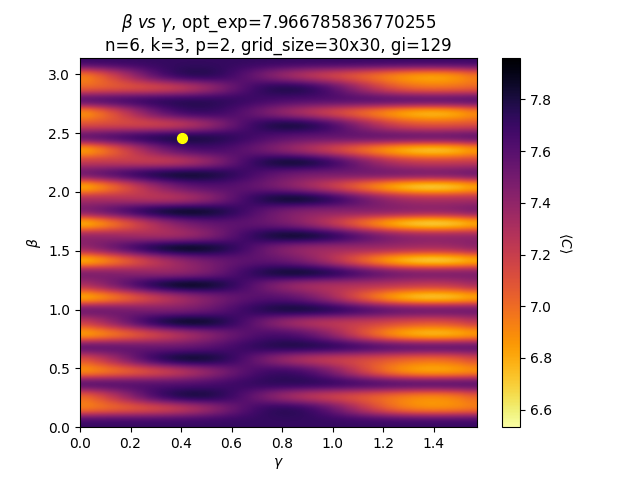 β vs γ, opt_exp=7.966785836770255
n=6, k=3, p=2, grid_size=30x30, gi=129
3.0
2.5
2.0
1.5
1.0
0.5
0.0
β
0.0 0.2 0.4 0.6 0.8 1.0 1.2 1.4
γ
7.8
7.6
7.4
7.2
7.0
6.8
6.6
⟨C⟩